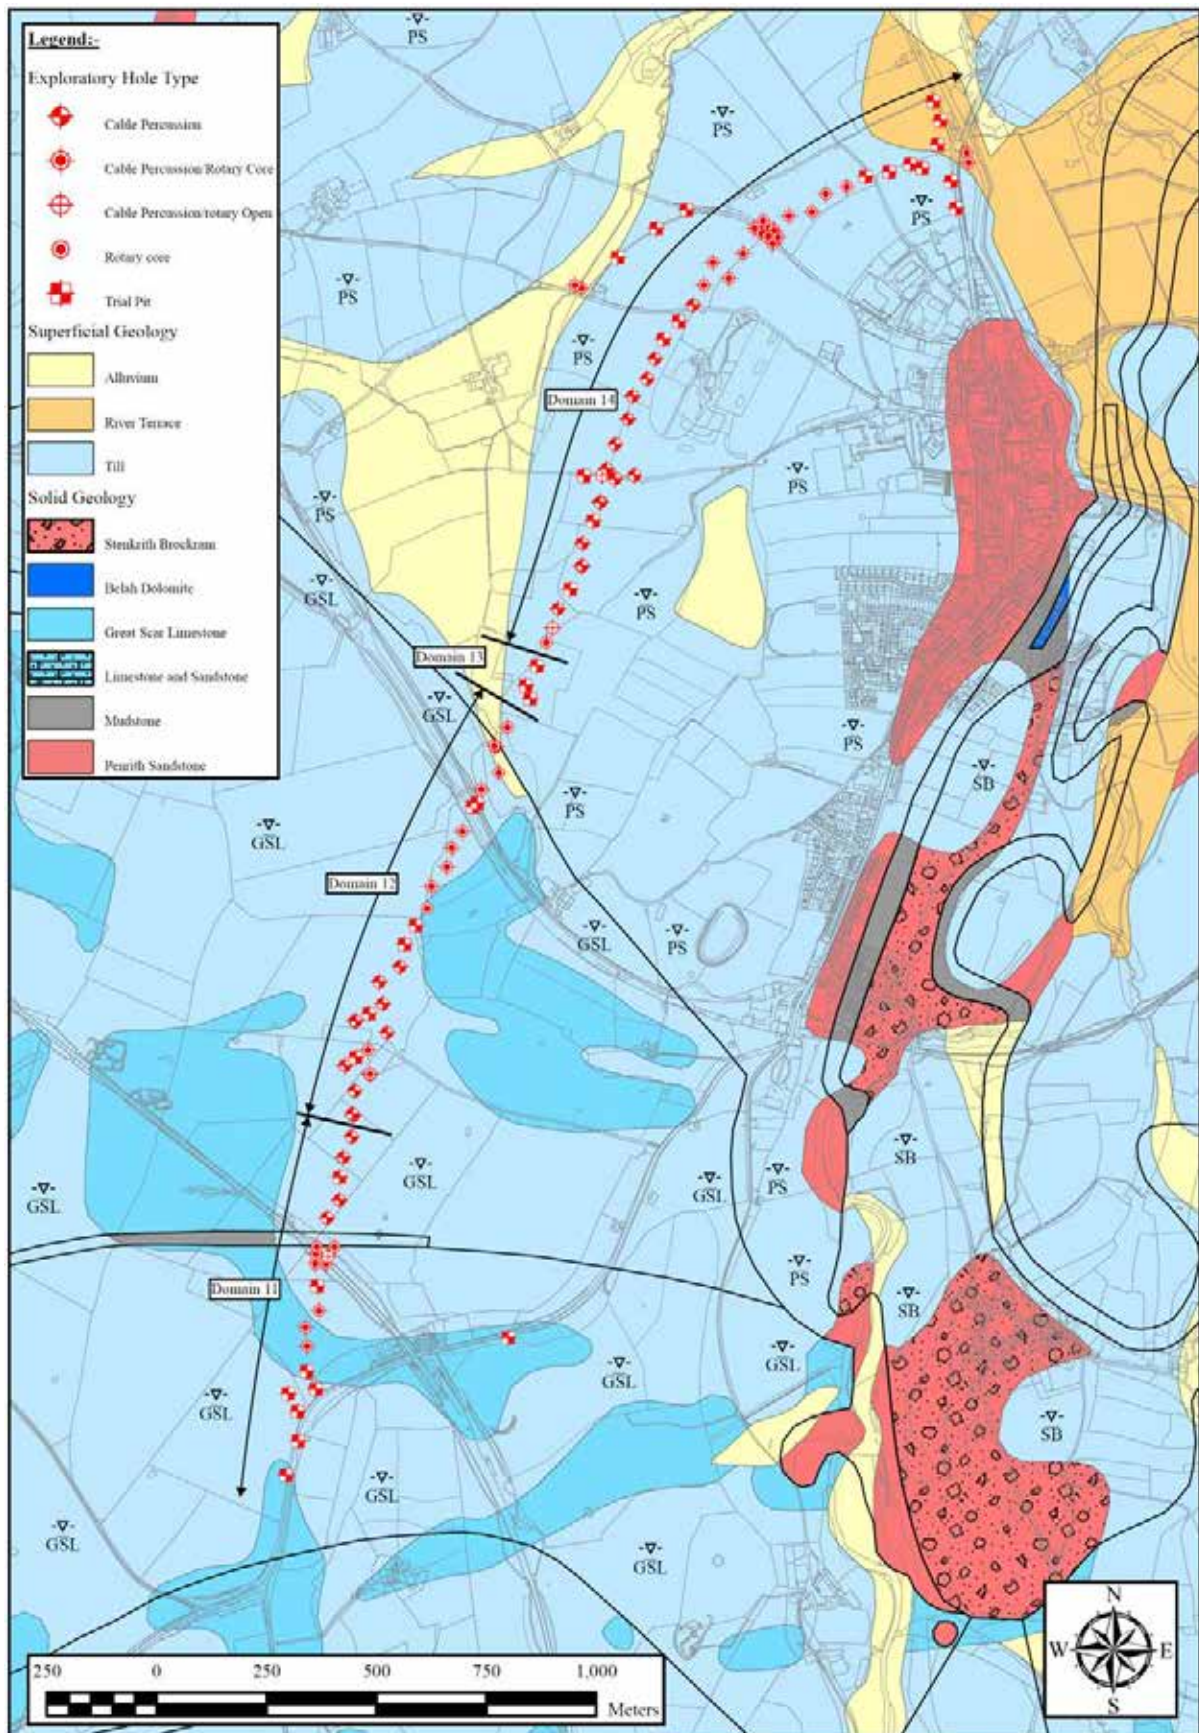 Legend:-
Exploratory Hole Type
Cable Percussion
Cable Percussion/Rotary Core
Cable Percussion/rotary Open
Rotary core
Trial Pit
Superficial Geology
Alluvium
River Terrace
Till
Solid Geology
Stenkrith Brockram
Belah Dolomite
Great Scar Limestone
Limestone and Sandstone
Mudstone
Penrith Sandstone
PS
PS
PS
PS
PS
Domain 14
PS
PS
GSL
PS
Domain 13
GSL
PS
SB
PS
GSL
Domain 12
GSL
PS
SB
GSL
GSL
GSL
PS
PS
Domain 11
SB
GSL
GSL
GSL
SB
GSL
GSL
GSL
N
W
E
S
250
0
250
500
750
1,000
Meters